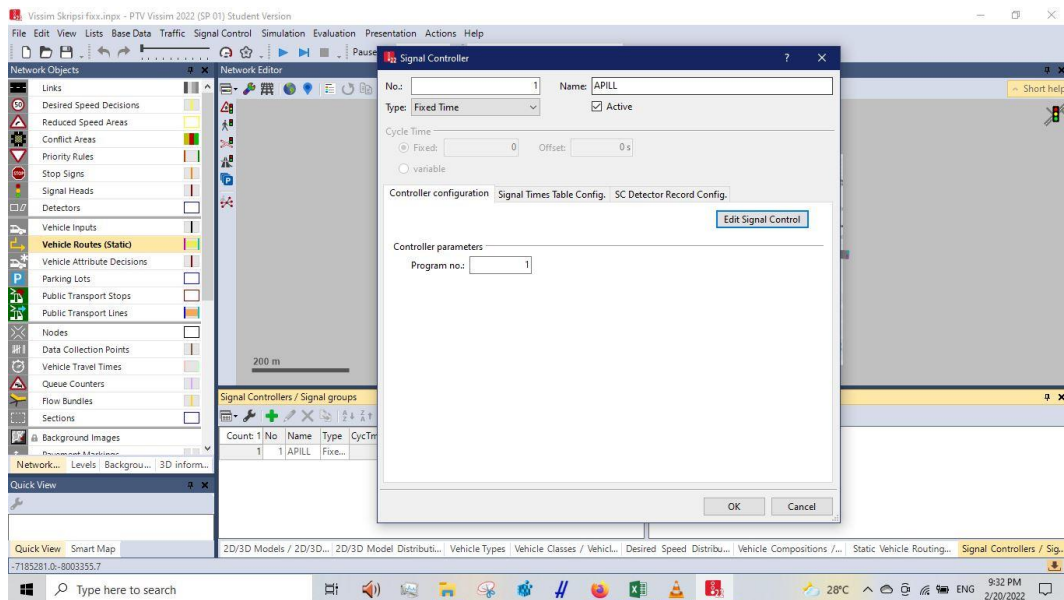 Vissim Skripsi fixx.inpx - PTV Vissim 2022 (SP 01) Student Version
File Edit View Lists Base Data Traffic Signal Control Simulation Evaluation Presentation Actions Help
Pause
Network Objects
Links
Desired Speed Decisions
Reduced Speed Areas
Conflict Areas
Priority Rules
Stop Signs
Signal Heads
Detectors
Vehicle Inputs
Vehicle Routes (Static)
Vehicle Attribute Decisions
Parking Lots
Public Transport Stops
Public Transport Lines
Nodes
Data Collection Points
Vehicle Travel Times
Queue Counters
Flow Bundles
Sections
Background Images
Pavement Markings
Network... Levels Backgrou... 3D inform...
Quick View
Quick View Smart Map
Network Editor
Short help
200 m
Signal Controller
No.: 1 Name: APILL
Type: Fixed Time Active
Cycle Time
Fixed: 0 Offset: 0 s
variable
Controller configuration Signal Times Table Config. SC Detector Record Config.
Edit Signal Control
Controller parameters
Program no.: 1
OK Cancel
Signal Controllers / Signal groups
Count: 1 No Name Type CycTm
1 1 APILL Fixe...
2D/3D Models / 2D/3D... 2D/3D Model Distributi... Vehicle Types Vehicle Classes / Vehicl... Desired Speed Distribu... Vehicle Compositions /... Static Vehicle Routing... Signal Controllers / Sig...
-7185281.0:-8003355.7
Type here to search
28°C ENG 9:32 PM
2/20/2022